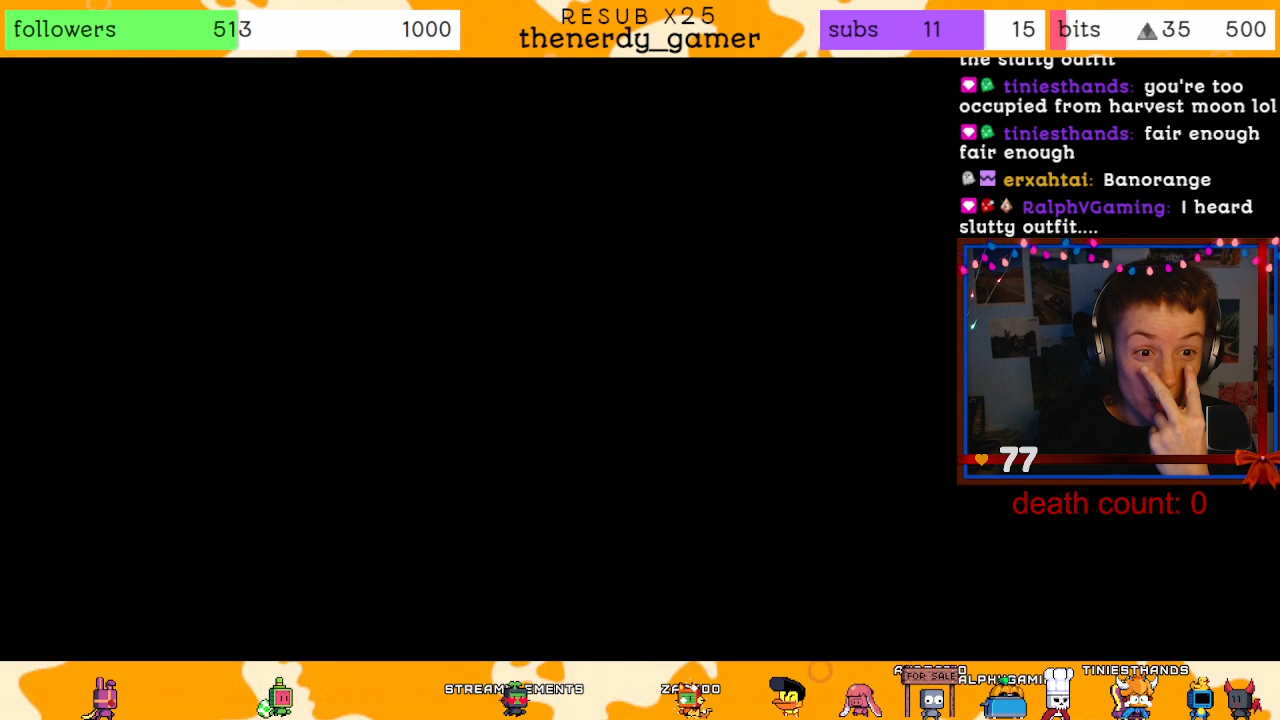 followers 513 1000
RESUB X25
thenerdy_gamer
subs 11 15
bits 35 500
the slutty outfit
tiniesthands: you're too
occupied from harvest moon lol
tiniesthands: fair enough
fair enough
erxahtai: Banorange
RalphVGaming: I heard
slutty outfit....
77
death count: 0
TINIESTHANDS
FOR SALE